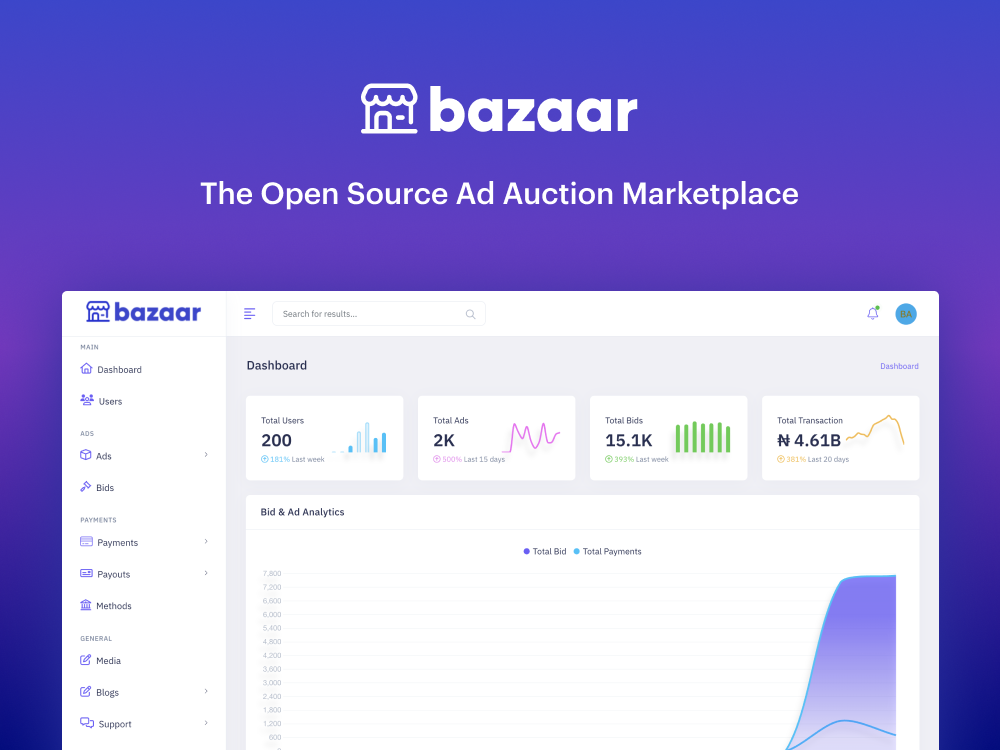 bazaar
The Open Source Ad Auction Marketplace
bazaar
Search for results...
BA
MAIN
Dashboard
Users
ADS
Ads
Bids
PAYMENTS
Payments
Payouts
Methods
GENERAL
Media
Blogs
Support
Dashboard
Dashboard
Total Users
200
181% Last week
Total Ads
2K
500% Last 15 days
Total Bids
15.1K
393% Last week
Total Transaction
₦ 4.61B
381% Last 20 days
Bid & Ad Analytics
Total Bid
Total Payments
7,800
7,200
6,600
6,000
5,400
4,800
4,200
3,600
3,000
2,400
1,800
1,200
600